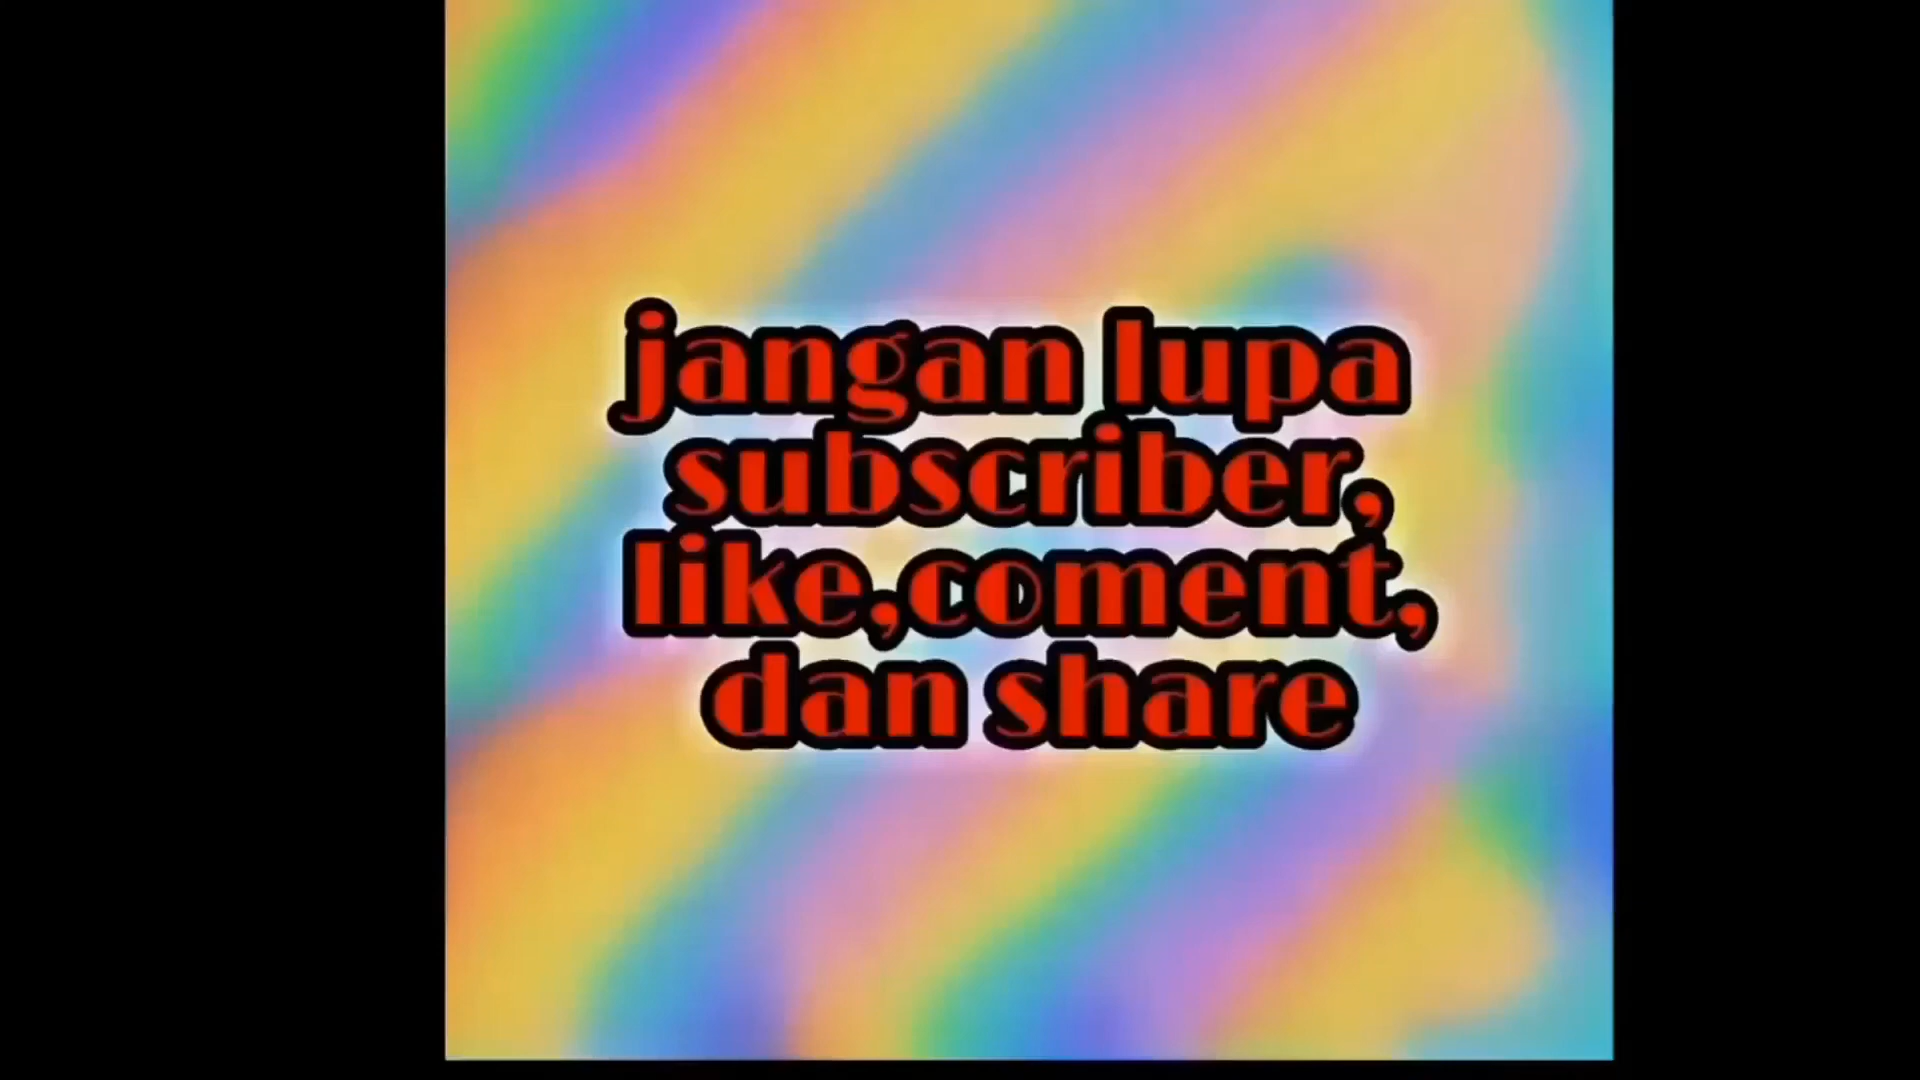 jangan lupa
subscriber,
like,coment,
dan share